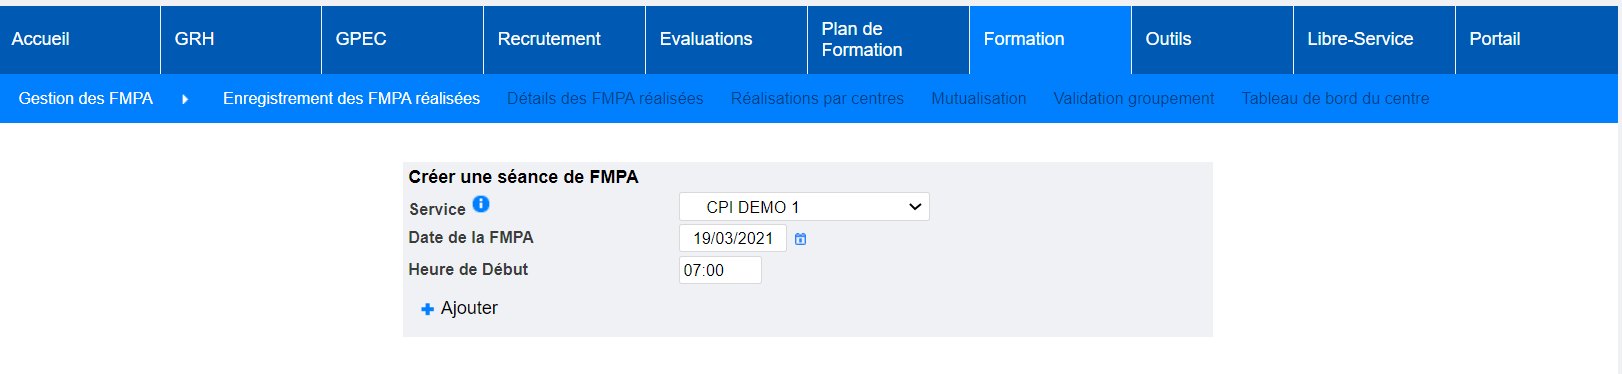 Accueil
GRH
GPEC
Recrutement
Evaluations
Plan de
Formation
Formation
Outils
Libre-Service
Portail
Gestion des FMPA
Enregistrement des FMPA réalisées
Détails des FMPA réalisées
Réalisations par centres
Mutualisation
Validation groupement
Tableau de bord du centre
Créer une séance de FMPA
Service
CPI DEMO 1
Date de la FMPA
19/03/2021
Heure de Début
07:00
Ajouter